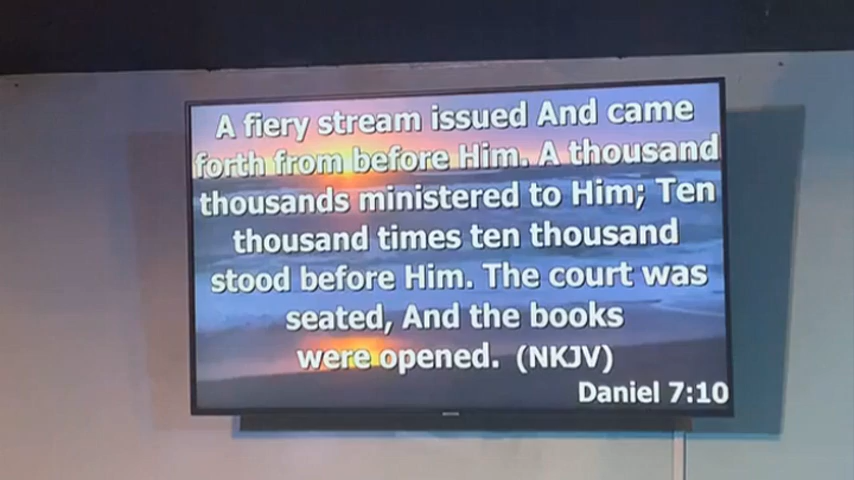 A fiery stream issued And came
forth from before Him. A thousand
thousands ministered to Him; Ten
thousand times ten thousand
stood before Him. The court was
seated, And the books
were opened. (NKJV)
Daniel 7:10